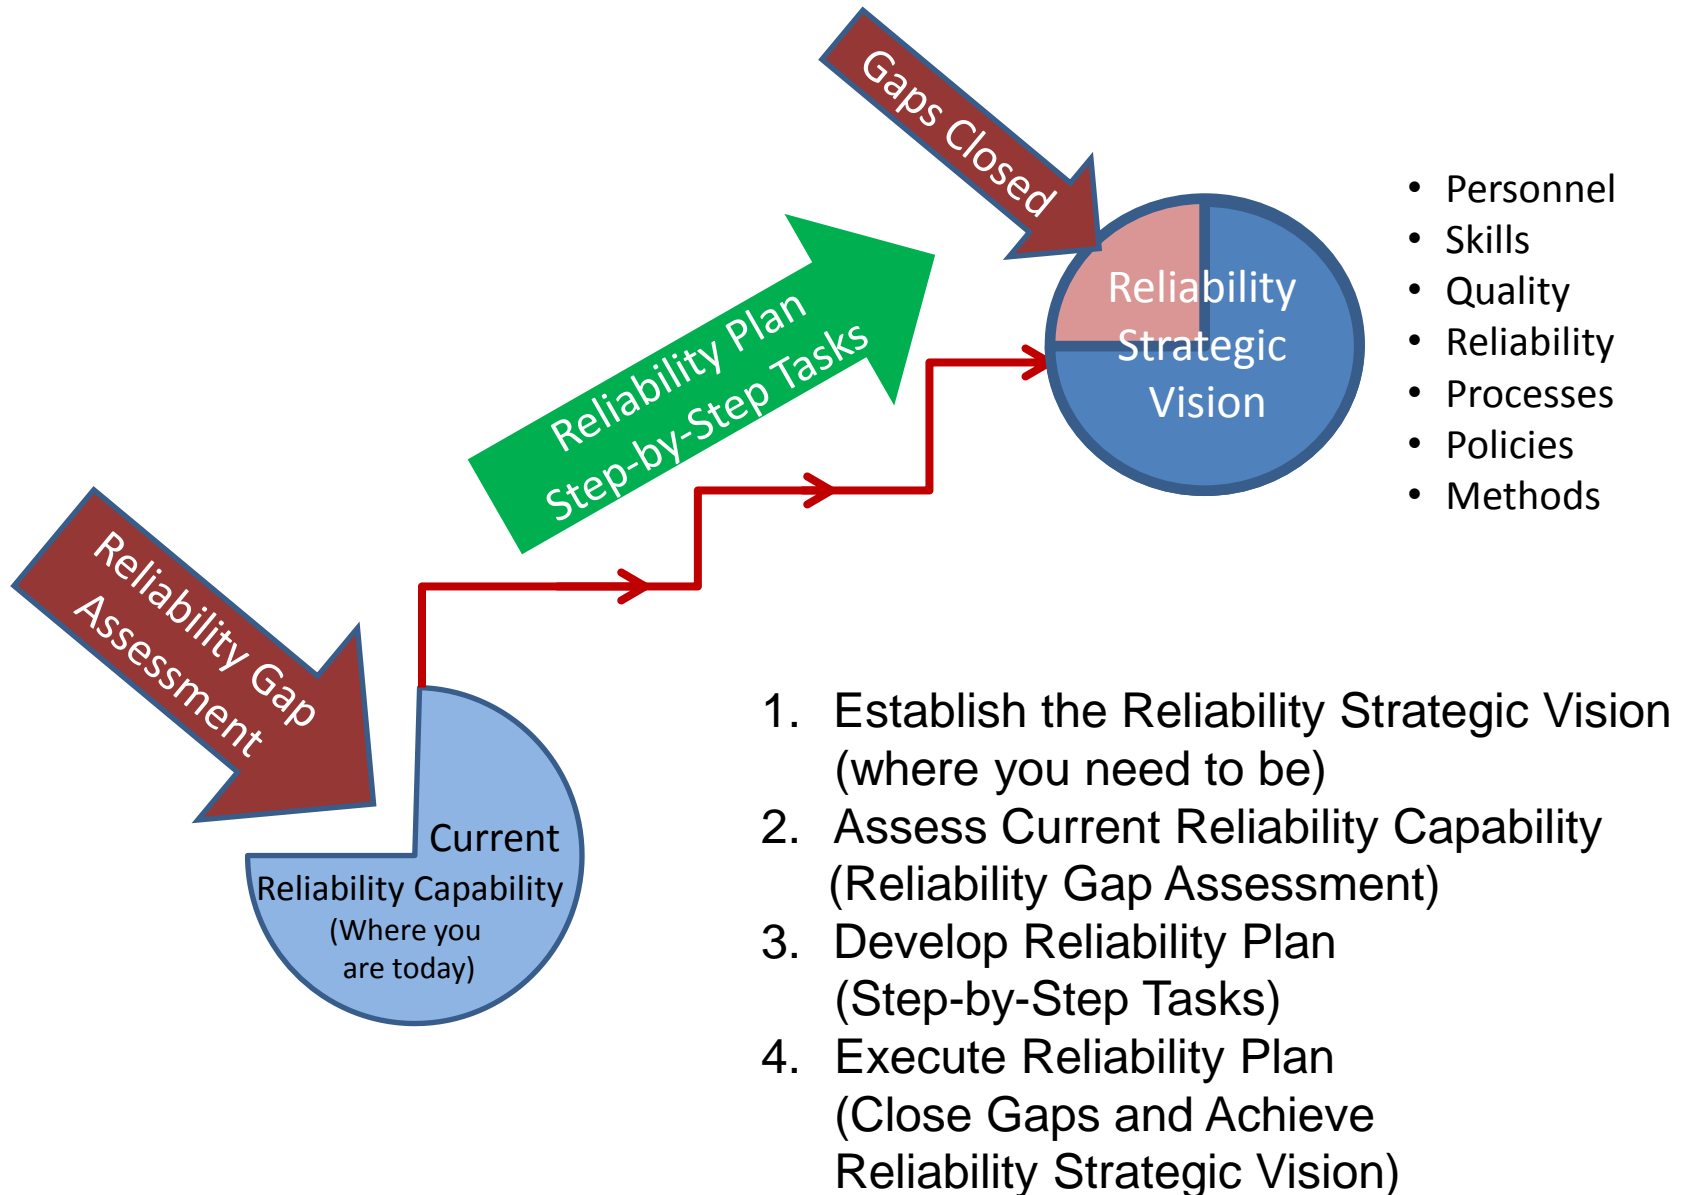 Gaps Closed
Reliability Plan
Step-by-Step Tasks
Reliability
Strategic
Vision
• Personnel
• Skills
• Quality
• Reliability
• Processes
• Policies
• Methods
Reliability Gap
Assessment
Current
Reliability Capability
(Where you
are today)
1. Establish the Reliability Strategic Vision
(where you need to be)
2. Assess Current Reliability Capability
(Reliability Gap Assessment)
3. Develop Reliability Plan
(Step-by-Step Tasks)
4. Execute Reliability Plan
(Close Gaps and Achieve
Reliability Strategic Vision)